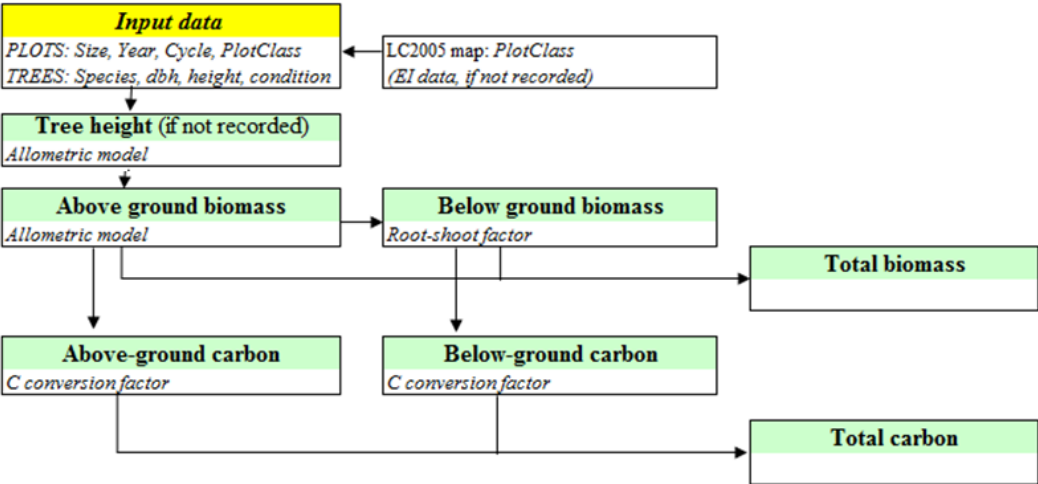 Input data
PLOTS: Size, Year, Cycle, PlotClass
TREES: Species, dbh, height, condition
LC2005 map: PlotClass
(EI data, if not recorded)
Tree height (if not recorded)
Allometric model
Above ground biomass
Allometric model
Below ground biomass
Root-shoot factor
Total biomass
Above-ground carbon
C conversion factor
Below-ground carbon
C conversion factor
Total carbon